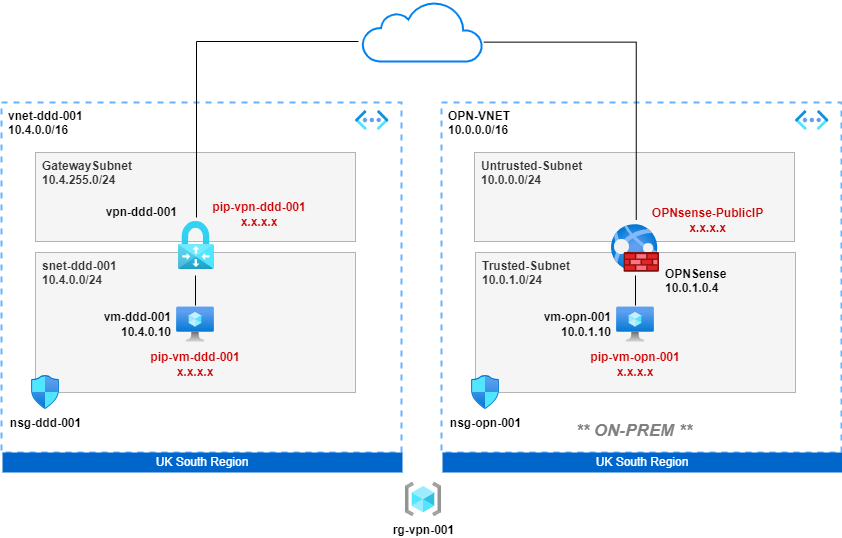 vnet-ddd-001
10.4.0.0/16
GatewaySubnet
10.4.255.0/24
vpn-ddd-001
pip-vpn-ddd-001
x.x.x.x
snet-ddd-001
10.4.0.0/24
vm-ddd-001
10.4.0.10
pip-vm-ddd-001
x.x.x.x
nsg-ddd-001
UK South Region
OPN-VNET
10.0.0.0/16
Untrusted-Subnet
10.0.0.0/24
OPNsense-PublicIP
x.x.x.x
Trusted-Subnet
10.0.1.0/24
OPNSense
10.0.1.0.4
vm-opn-001
10.0.1.10
pip-vm-opn-001
x.x.x.x
nsg-opn-001
** ON-PREM **
UK South Region
rg-vpn-001